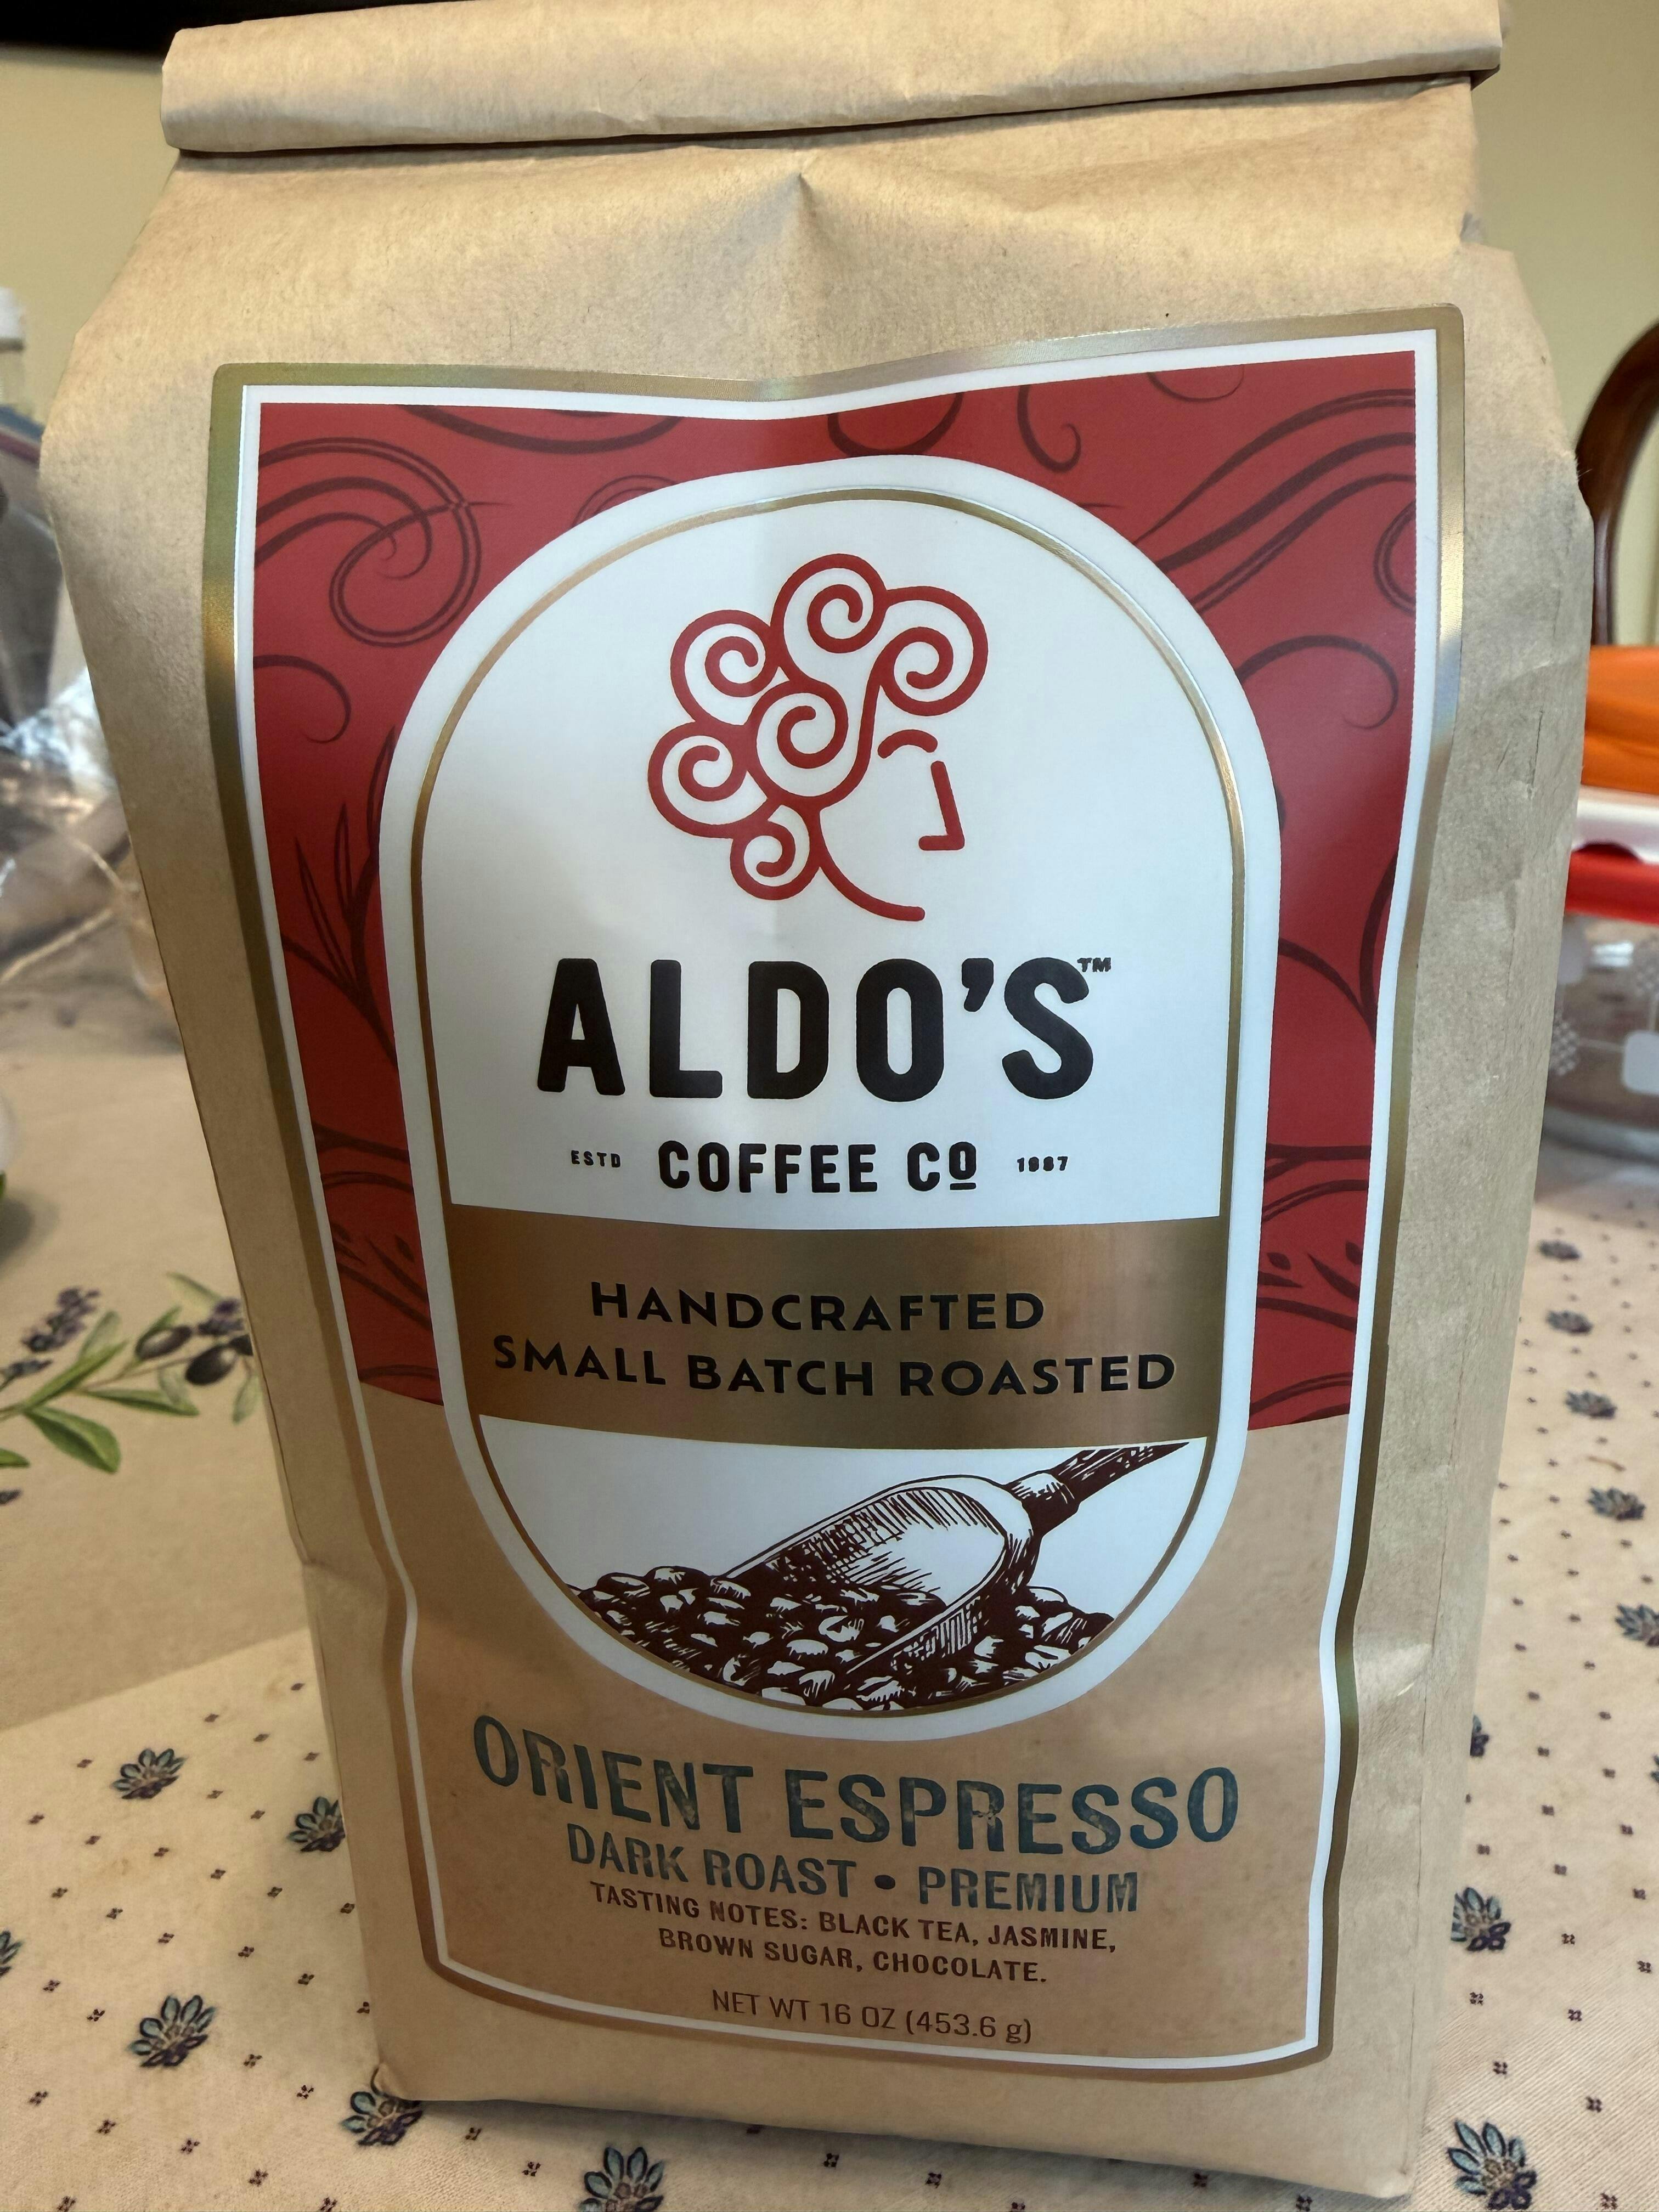 ALDO'S™
ESTD COFFEE Co 1987
HANDCRAFTED
SMALL BATCH ROASTED
ORIENT ESPRESSO
DARK ROAST • PREMIUM
TASTING NOTES: BLACK TEA, JASMINE,
BROWN SUGAR, CHOCOLATE.
NET WT 16 OZ (453.6 g)